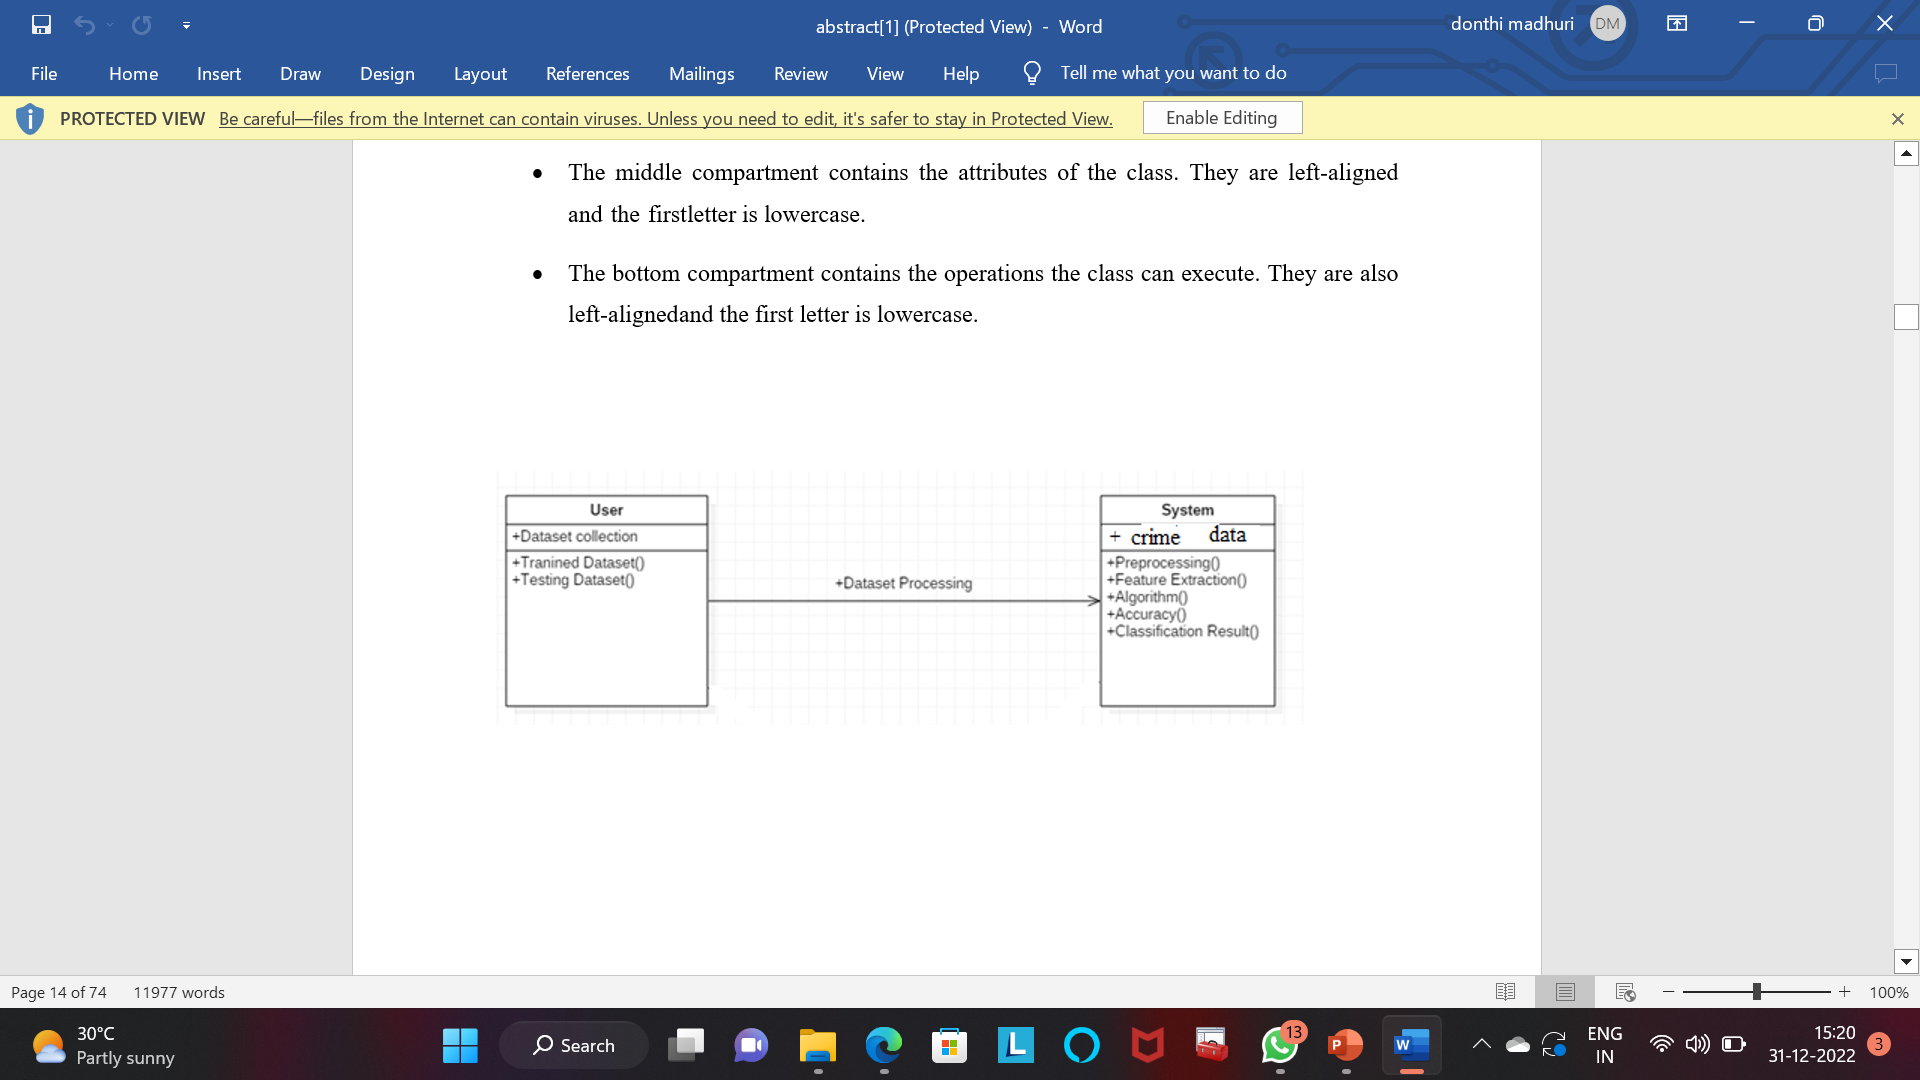 abstract[1] (Protected View) - Word
donthi madhuri DM
File Home Insert Draw Design Layout References Mailings Review View Help Tell me what you want to do
PROTECTED VIEW Be careful—files from the Internet can contain viruses. Unless you need to edit, it's safer to stay in Protected View. Enable Editing
• The middle compartment contains the attributes of the class. They are left-aligned
and the firstletter is lowercase.
• The bottom compartment contains the operations the class can execute. They are also
left-alignedand the first letter is lowercase.
User
+Dataset collection
+Tranined Dataset()
+Testing Dataset()
+Dataset Processing
System
+ crime data
+Preprocessing()
+Feature Extraction()
+Algorithm()
+Accuracy()
+Classification Result()
Page 14 of 74 11977 words
100%
30°C
Partly sunny
Search
L
13
P
W
ENG
IN
15:20
31-12-2022
3